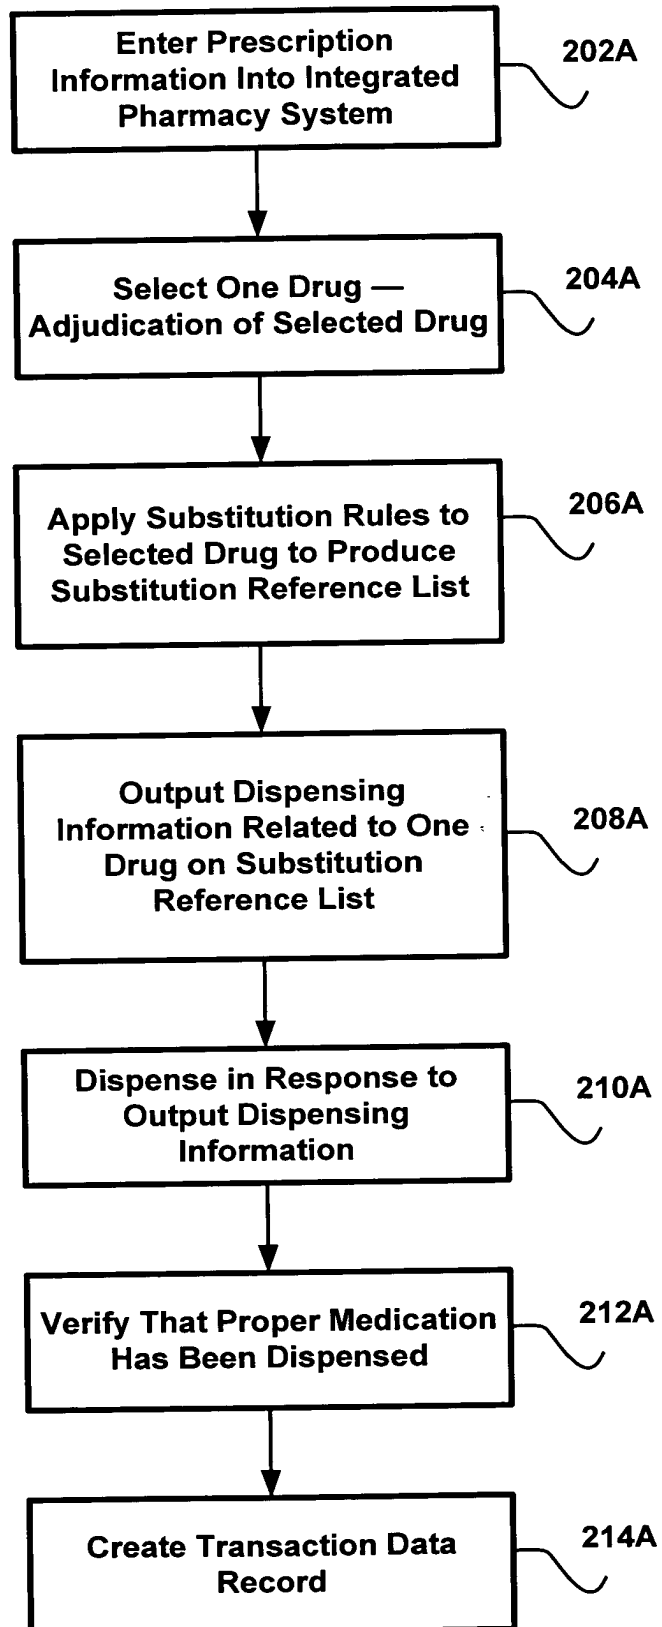 Enter Prescription
Information Into Integrated
Pharmacy System
202A
Select One Drug —
Adjudication of Selected Drug
204A
Apply Substitution Rules to
Selected Drug to Produce
Substitution Reference List
206A
Output Dispensing
Information Related to One
Drug on Substitution
Reference List
208A
Dispense in Response to
Output Dispensing
Information
210A
Verify That Proper Medication
Has Been Dispensed
212A
Create Transaction Data
Record
214A